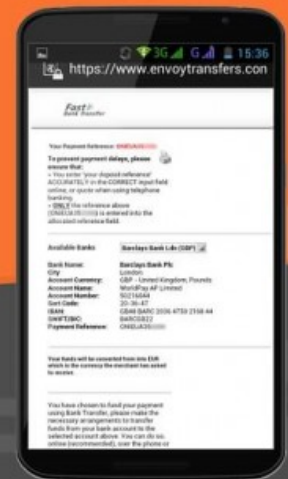 3G G 15:36
https://www.envoytransfers.con
Fast
Bank Transfer
Your Payment Reference:
To prevent payment delays, please
ensure that:
• You enter 'your deposit reference'
ACCURATELY in the CORRECT input field
online, or quote when using telephone
banking.
• ONLY the reference above
is entered into the
allocated reference field.
Available Banks Barclays Bank Ldn (GBP)
Bank Name: Barclays Bank Plc
City London
Account Currency: GBP - United Kingdom, Pounds
Account Name: WorldPay AP Limited
Account Number:
Sort Code: 20-36-47
IBAN:
SWIFT/BIC: BARCGB22
Payment Reference:
Your funds will be converted from into EUR
which is the currency the merchant has asked
to receive.
You have chosen to fund your payment
using Bank Transfer, please make the
necessary arrangements to transfer
funds from your bank account to the
selected account above. You can do so
online (recommended), over the phone or